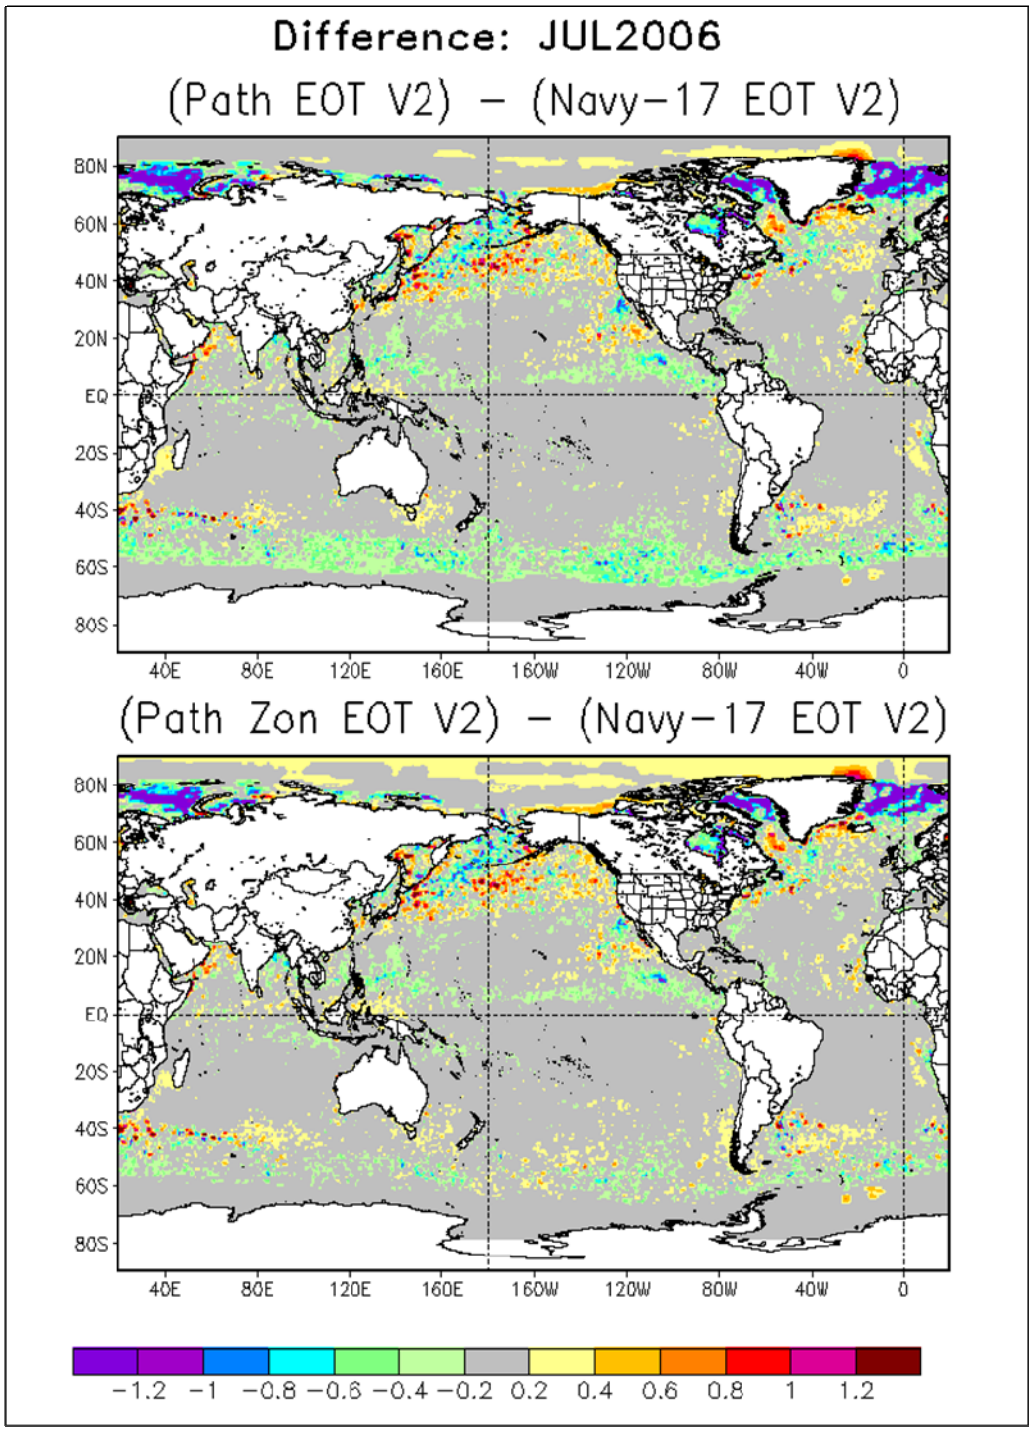 Difference: JUL2006
(Path EOT V2) - (Navy-17 EOT V2)
80N
60N
40N
20N
EQ
20S
40S
60S
80S
40E 80E 120E 160E 160W 120W 80W 40W 0
(Path Zon EOT V2) - (Navy-17 EOT V2)
80N
60N
40N
20N
EQ
20S
40S
60S
80S
40E 80E 120E 160E 160W 120W 80W 40W 0
-1.2 -1 -0.8 -0.6 -0.4 -0.2 0.2 0.4 0.6 0.8 1 1.2